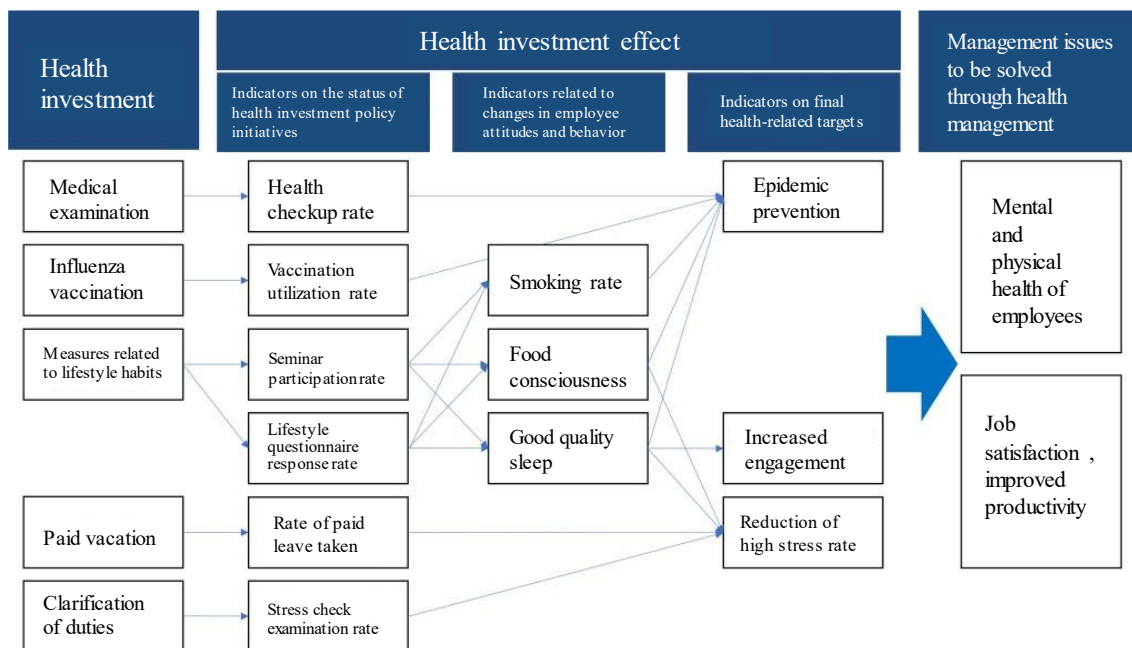 Health
investment
Health investment effect
Indicators on the status of
health investment policy
initiatives
Indicators related to
changes in employee
attitudes and behavior
Indicators on final
health-related targets
Management issues
to be solved
through health
management
Medical
examination
Health
checkup rate
Epidemic
prevention
Influenza
vaccination
Vaccination
utilization rate
Smoking rate
Measures related
to lifestyle habits
Seminar
participation rate
Food
consciousness
Lifestyle
questionnaire
response rate
Good quality
sleep
Increased
engagement
Paid vacation
Rate of paid
leave taken
Reduction of
high stress rate
Clarification
of duties
Stress check
examination rate
Mental
and
physical
health of
employees
Job
satisfaction ,
improved
productivity